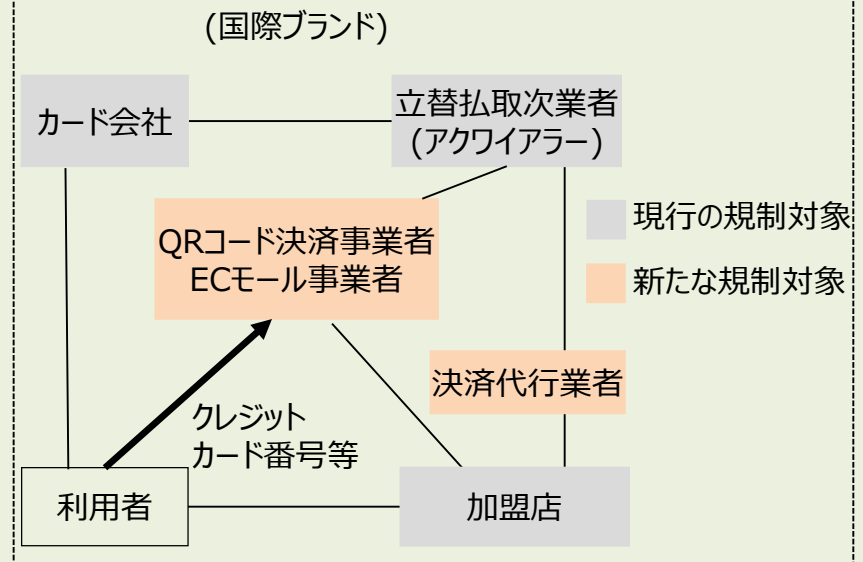 (国際ブランド)
カード会社
立替払取次業者
(アクワイアラー)
QRコード決済事業者
ECモール事業者
現行の規制対象
新たな規制対象
決済代行業者
クレジット
カード番号等
利用者
加盟店